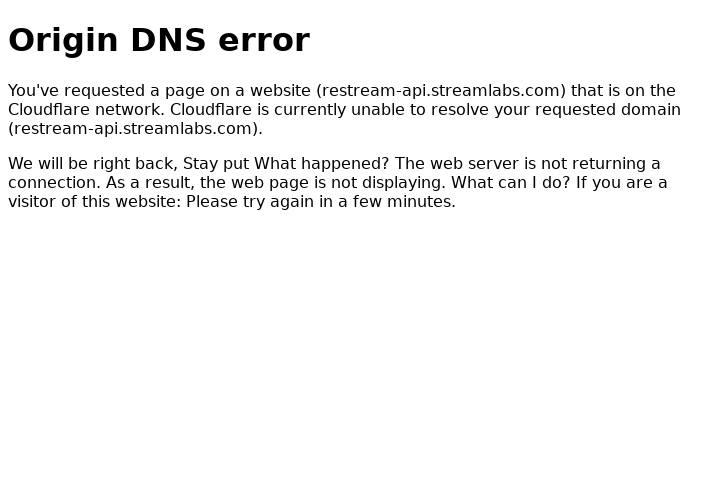 Origin DNS error
You've requested a page on a website (restream-api.streamlabs.com) that is on the
Cloudflare network. Cloudflare is currently unable to resolve your requested domain
(restream-api.streamlabs.com).
We will be right back, Stay put What happened? The web server is not returning a
connection. As a result, the web page is not displaying. What can I do? If you are a
visitor of this website: Please try again in a few minutes.